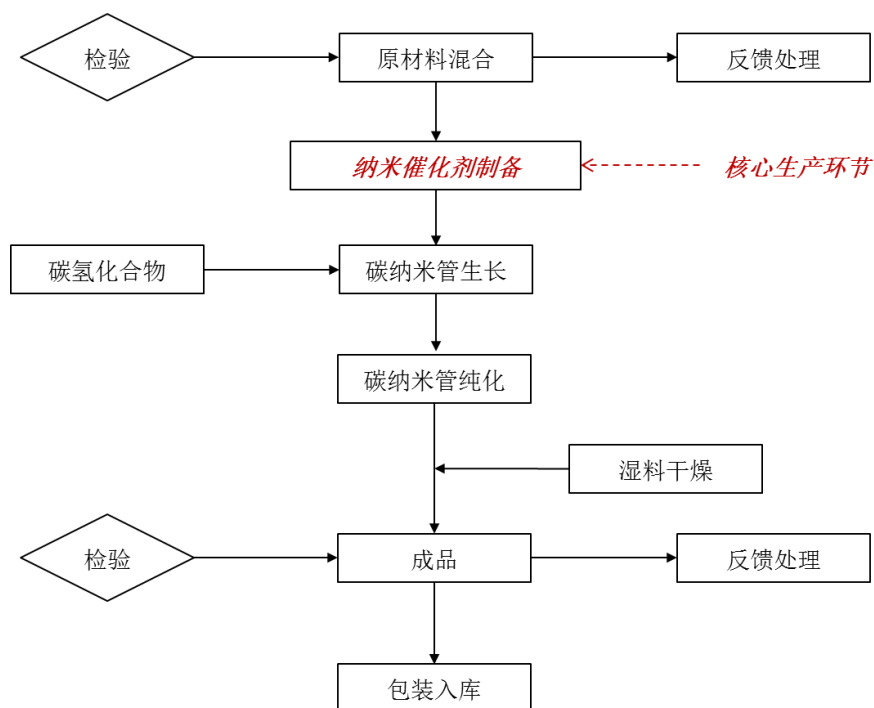 检验
原材料混合
反馈处理
纳米催化剂制备
核心生产环节
碳氢化合物
碳纳米管生长
碳纳米管纯化
湿料干燥
检验
成品
反馈处理
包装入库